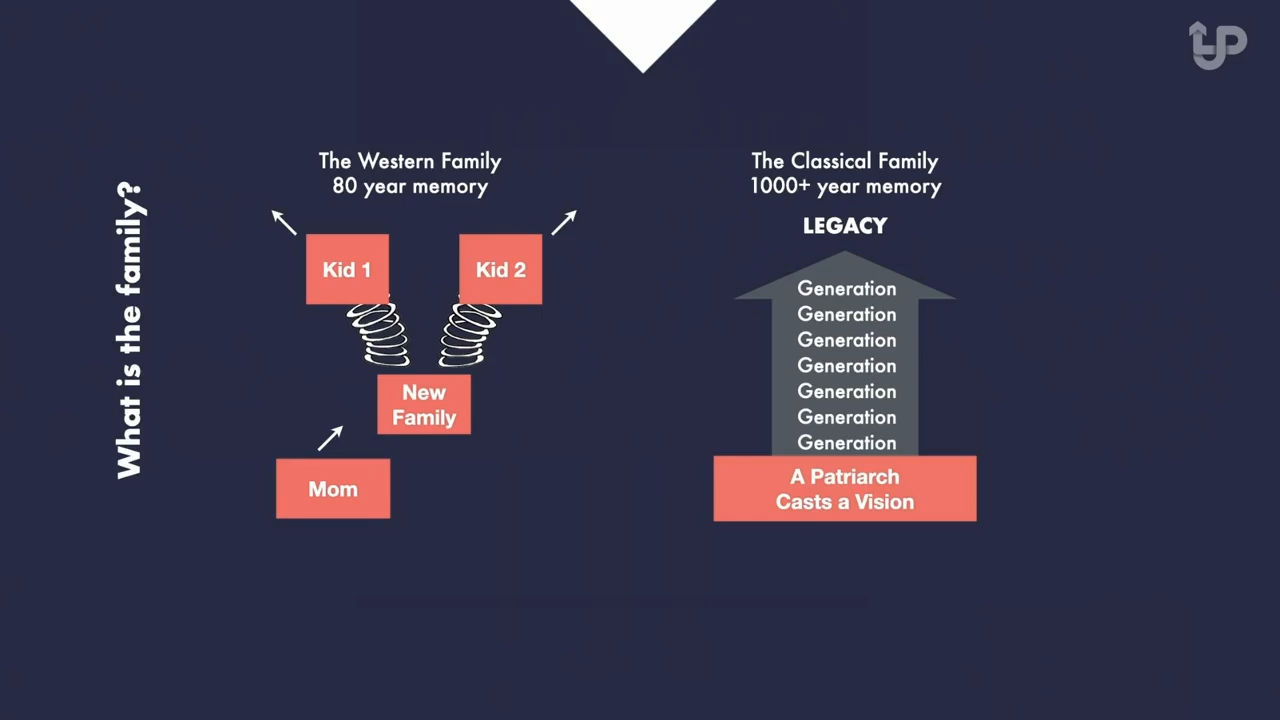 What is the family?
The Western Family
80 year memory
Kid 1
Kid 2
New
Family
Mom
The Classical Family
1000+ year memory
LEGACY
Generation
Generation
Generation
Generation
Generation
Generation
Generation
A Patriarch
Casts a Vision